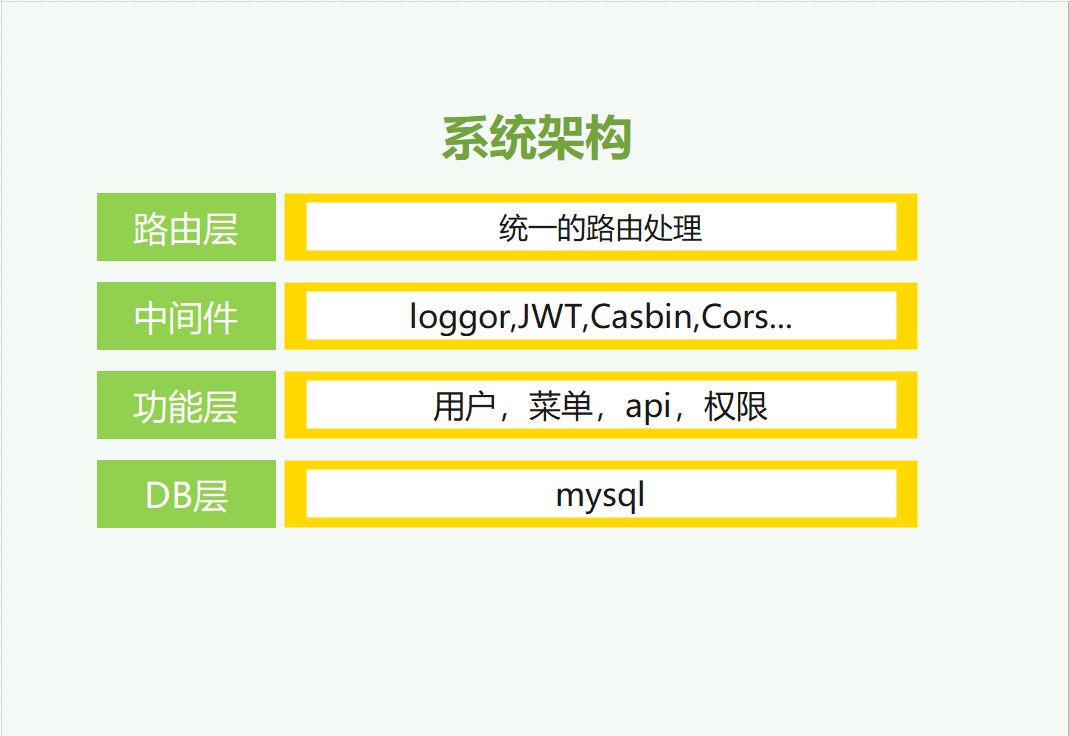 系统架构
路由层
统一的路由处理
中间件
loggor,JWT,Casbin,Cors...
功能层
用户，菜单，api，权限
DB层
mysql